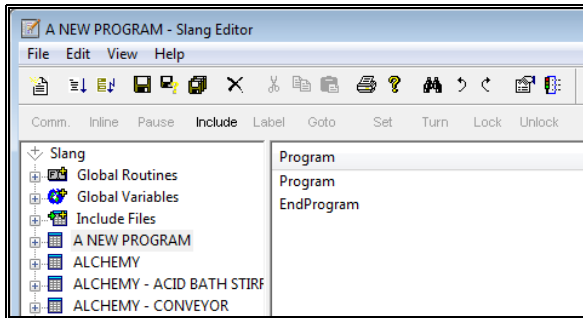 A NEW PROGRAM - Slang Editor
File Edit View Help
Comm. Inline Pause Include Label Goto Set Turn Lock Unlock
Slang
Global Routines
Global Variables
Include Files
A NEW PROGRAM
ALCHEMY
ALCHEMY - ACID BATH STIRF
ALCHEMY - CONVEYOR
Program
Program
EndProgram